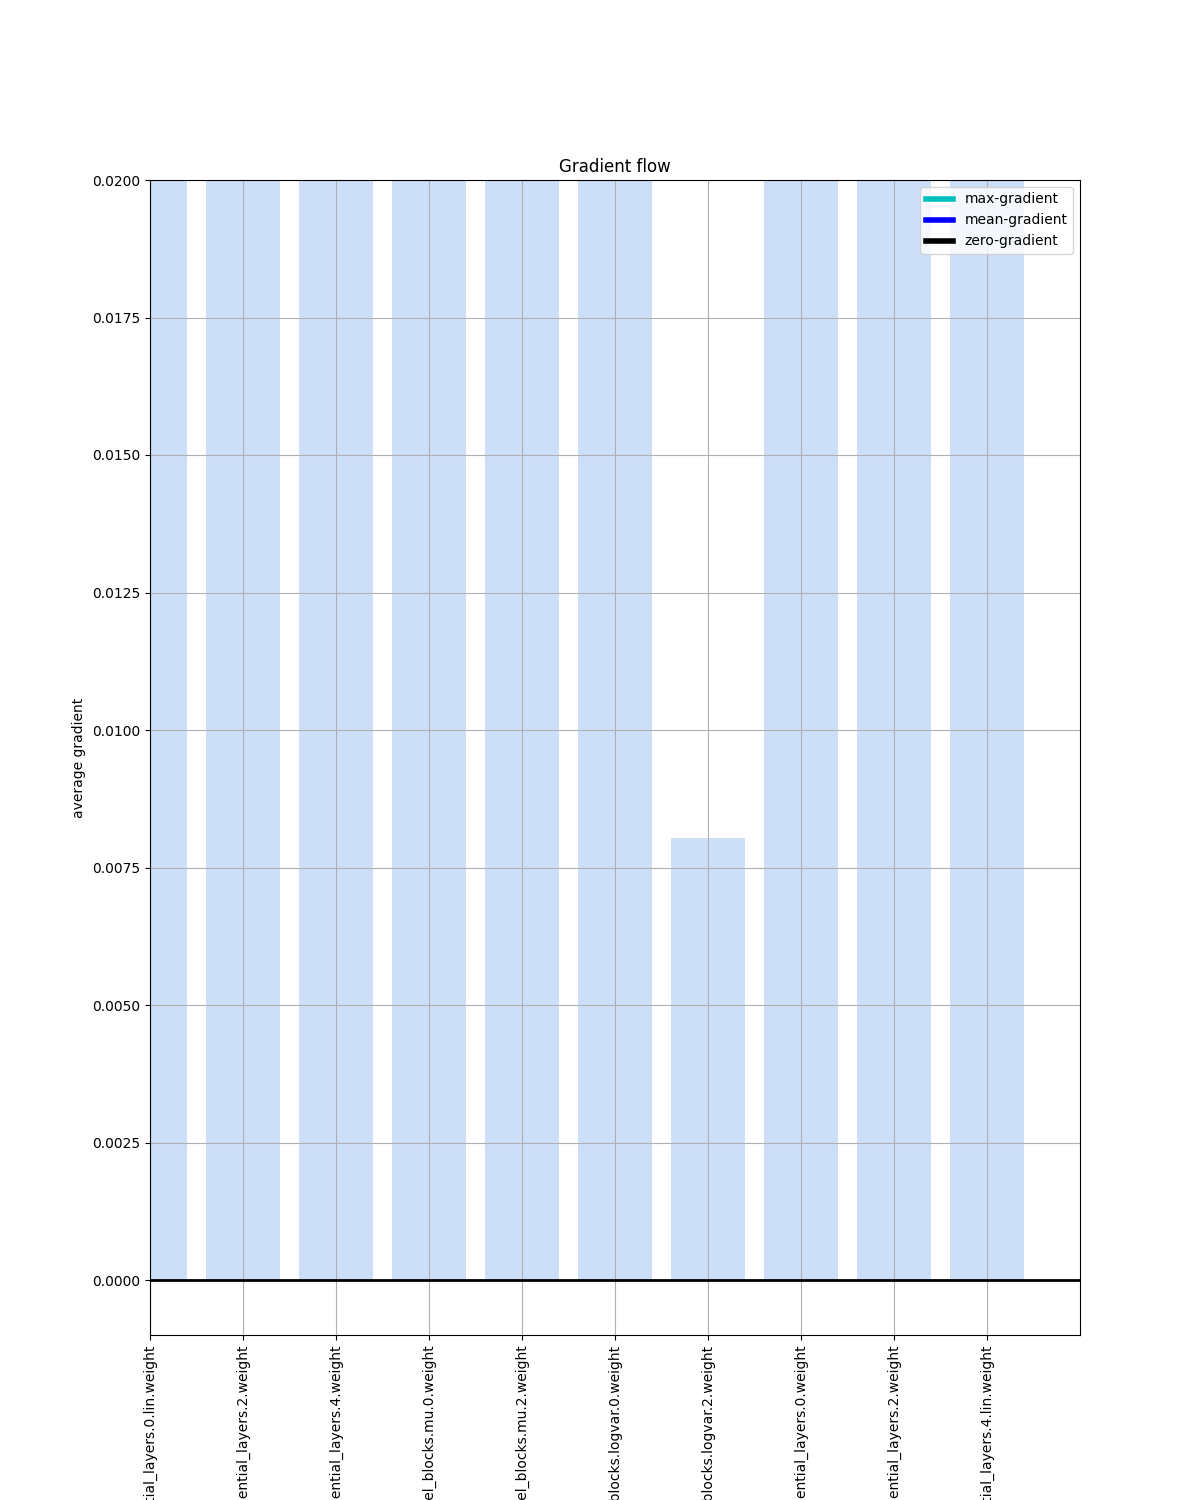 Gradient flow
max-gradient
mean-gradient
zero-gradient
0.0200
0.0175
0.0150
0.0125
0.0100
0.0075
0.0050
0.0025
0.0000
average gradient
tial_layers.0.lin.weight
ential_layers.2.weight
ential_layers.4.weight
el_blocks.mu.0.weight
el_blocks.mu.2.weight
blocks.logvar.0.weight
blocks.logvar.2.weight
ential_layers.0.weight
ential_layers.2.weight
tial_layers.4.lin.weight